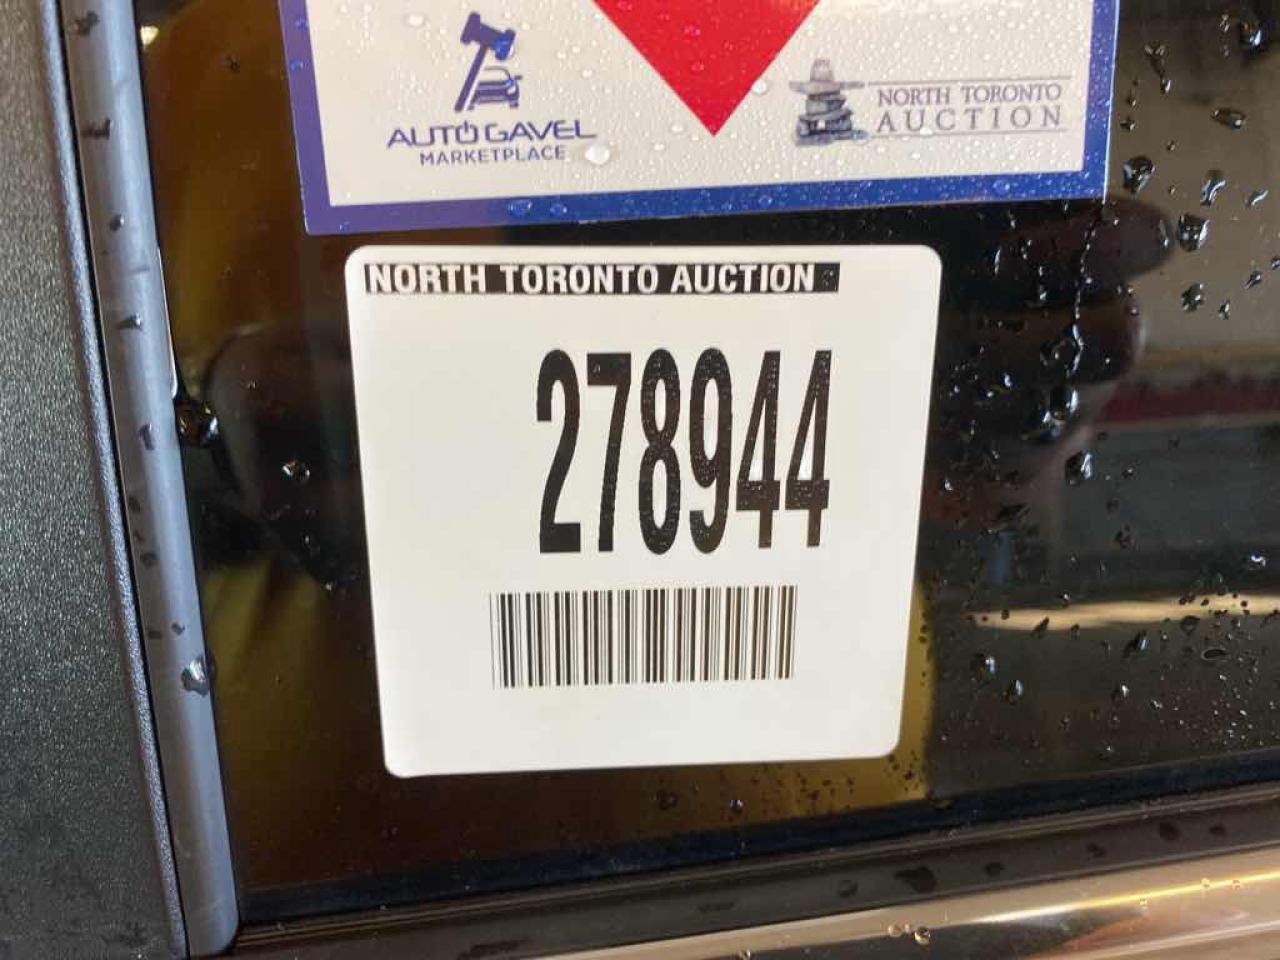 AUTO GAVEL
MARKETPLACE
NORTH TORONTO
AUCTION
NORTH TORONTO AUCTION
278944